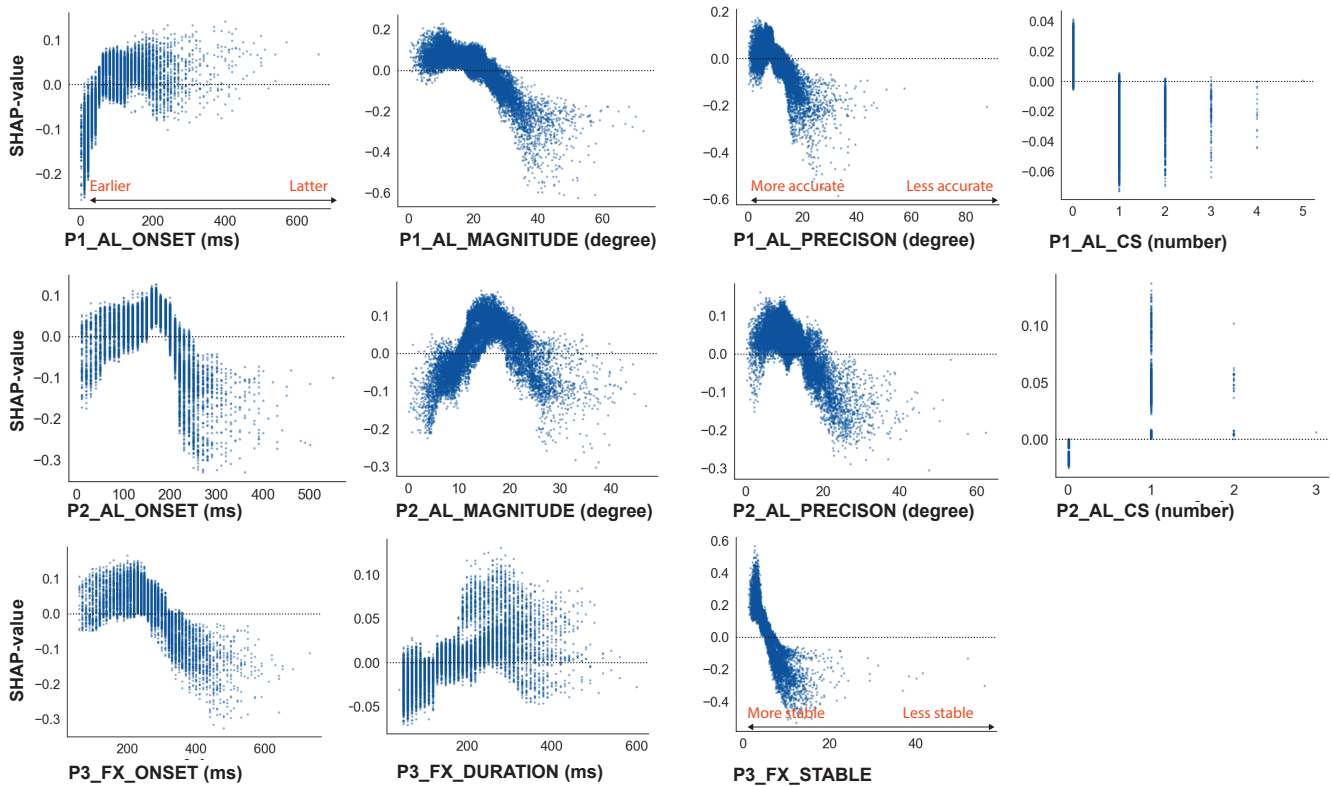 SHAP-value
0.1
0.0
−0.1
−0.2
Earlier
Latter
0 200 400 600
P1_AL_ONSET (ms)
0.2
0.0
−0.2
−0.4
−0.6
0 20 40 60
P1_AL_MAGNITUDE (degree)
0.2
0.0
−0.2
−0.4
−0.6
More accurate
Less accurate
0 20 40 60 80
P1_AL_PRECISON (degree)
0.04
0.02
0.00
−0.02
−0.04
−0.06
0 1 2 3 4 5
P1_AL_CS (number)
SHAP-value
0.1
0.0
−0.1
−0.2
−0.3
0 100 200 300 400 500
P2_AL_ONSET (ms)
0.1
0.0
−0.1
−0.2
−0.3
0 10 20 30 40
P2_AL_MAGNITUDE (degree)
0.1
0.0
−0.1
−0.2
−0.3
0 20 40 60
P2_AL_PRECISON (degree)
0.10
0.05
0.00
0 1 2 3
P2_AL_CS (number)
SHAP-value
0.1
0.0
−0.1
−0.2
−0.3
200 400 600
P3_FX_ONSET (ms)
0.10
0.05
0.00
−0.05
200 400 600
P3_FX_DURATION (ms)
0.6
0.4
0.2
0.0
−0.2
−0.4
More stable
Less stable
0 20 40
P3_FX_STABLE